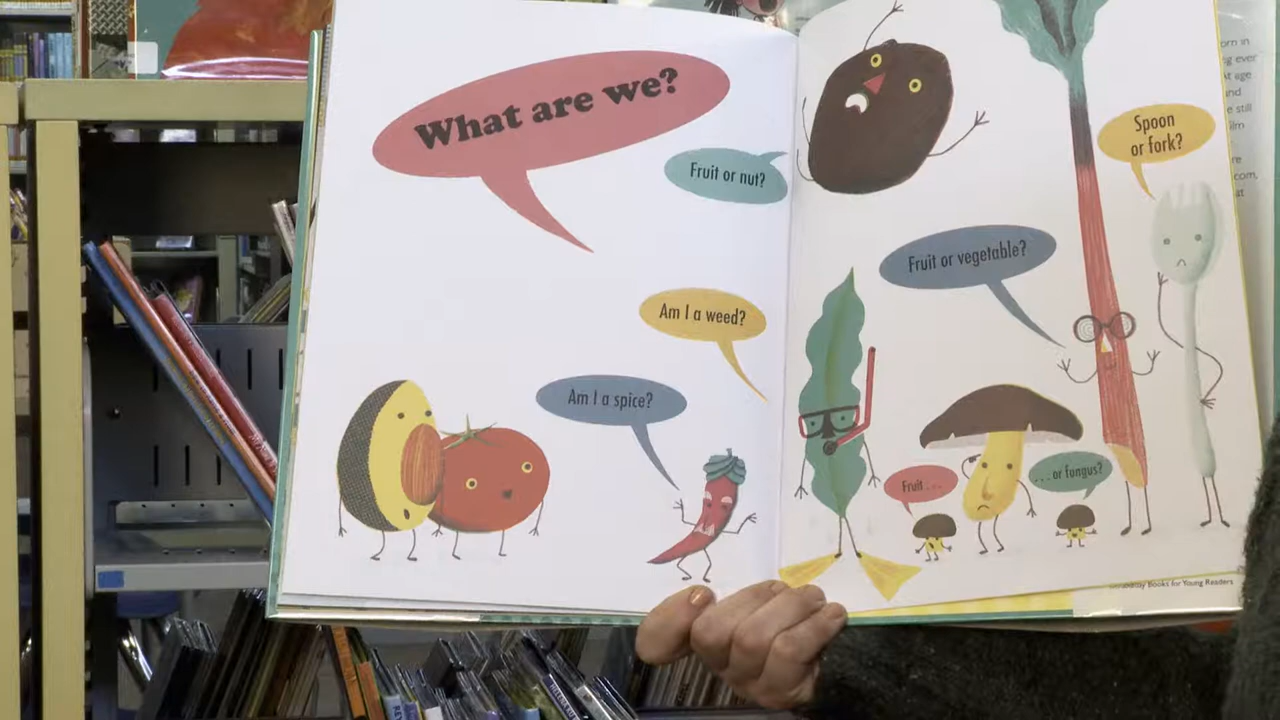 What are we?
Fruit or nut?
Am I a weed?
Am I a spice?
Spoon
or fork?
Fruit or vegetable?
Fruit...
...or fungus?
Books for Young Readers